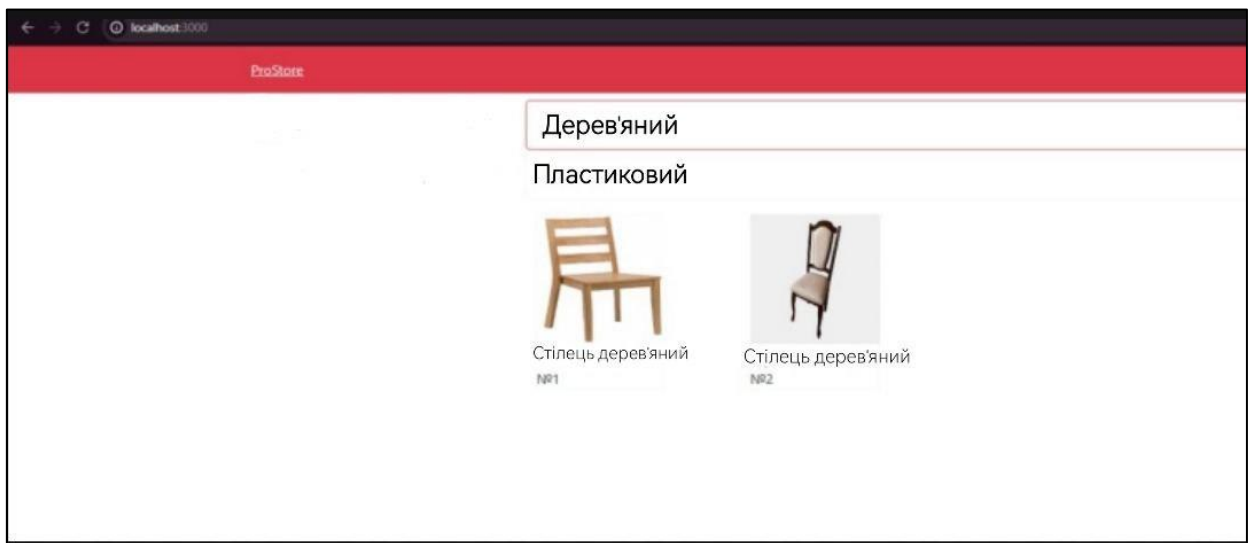 localhost:3000
ProStore
Дерев'яний
Пластиковий
Стілець дерев'яний
№1
Стілець дерев'яний
№2